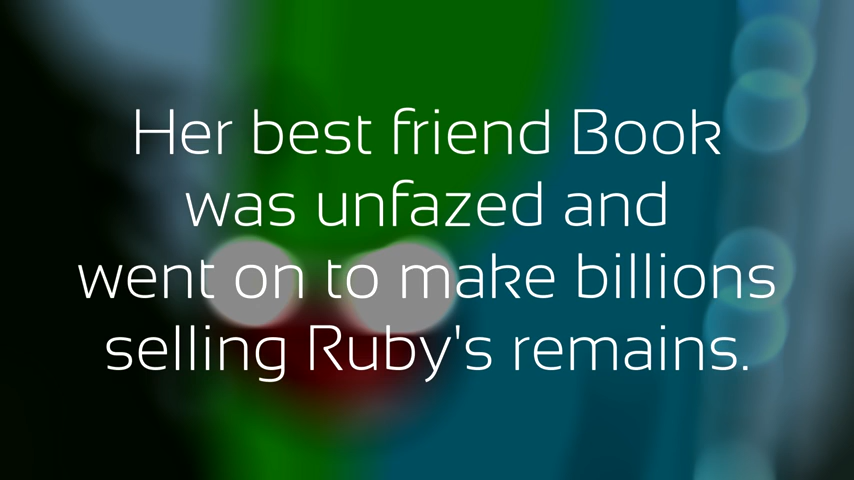 Her best friend Book
was unfazed and
went on to make billions
selling Ruby's remains.